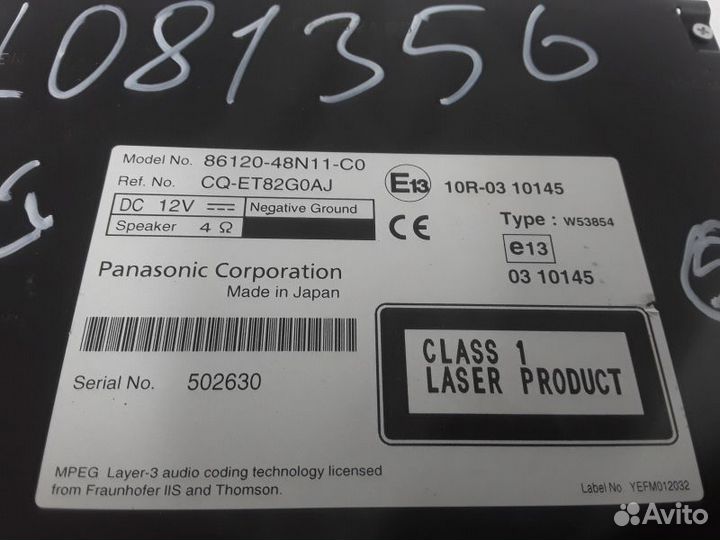 L081356
Model No. 86120-48N11-C0
Ref. No. CQ-ET82G0AJ
DC 12V Negative Ground
Speaker 4 Ω
E13 10R-03 10145
CE
Type : W53854
e13
03 10145
Panasonic Corporation
Made in Japan
Serial No. 502630
CLASS 1
LASER PRODUCT
MPEG Layer-3 audio coding technology licensed
from Fraunhofer IIS and Thomson.
Label No. YEFM012032
Avito